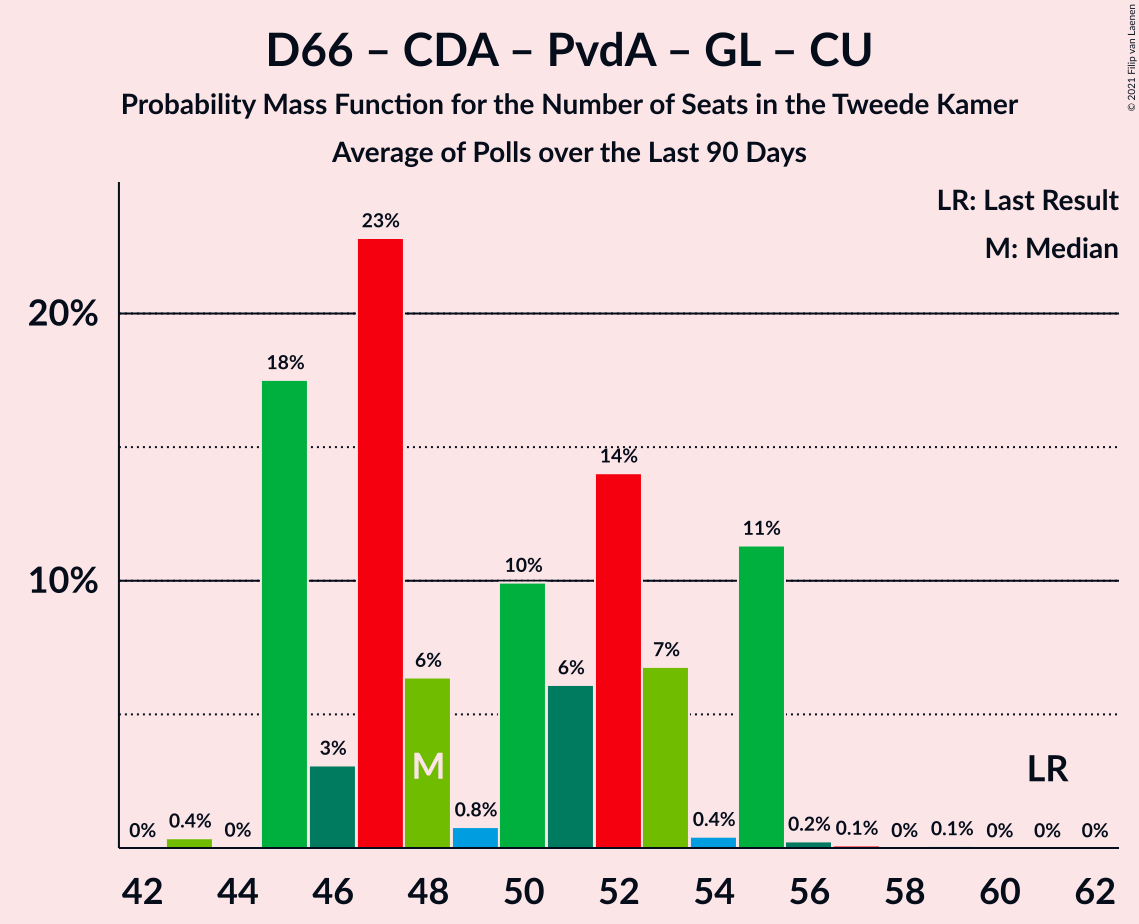 D66 – CDA – PvdA – GL – CU
Probability Mass Function for the Number of Seats in the Tweede Kamer
Average of Polls over the Last 90 Days
© 2021 Filip van Laenen
LR: Last Result
M: Median
20%
10%
0%
0.4%
0%
18%
3%
23%
6%
0.8%
10%
6%
14%
7%
0.4%
11%
0.2%
0.1%
0%
0.1%
0%
0%
0%
M
LR
42 44 46 48 50 52 54 56 58 60 62